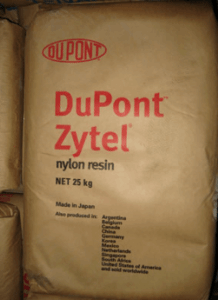 DUPONT
DuPont
Zytel®
nylon resin
NET 25 kg
Made in Japan
Also produced in: Argentina
Belgium
Canada
China
Germany
Korea
Mexico
Netherlands
Singapore
South Africa
United States of America
and sold worldwide